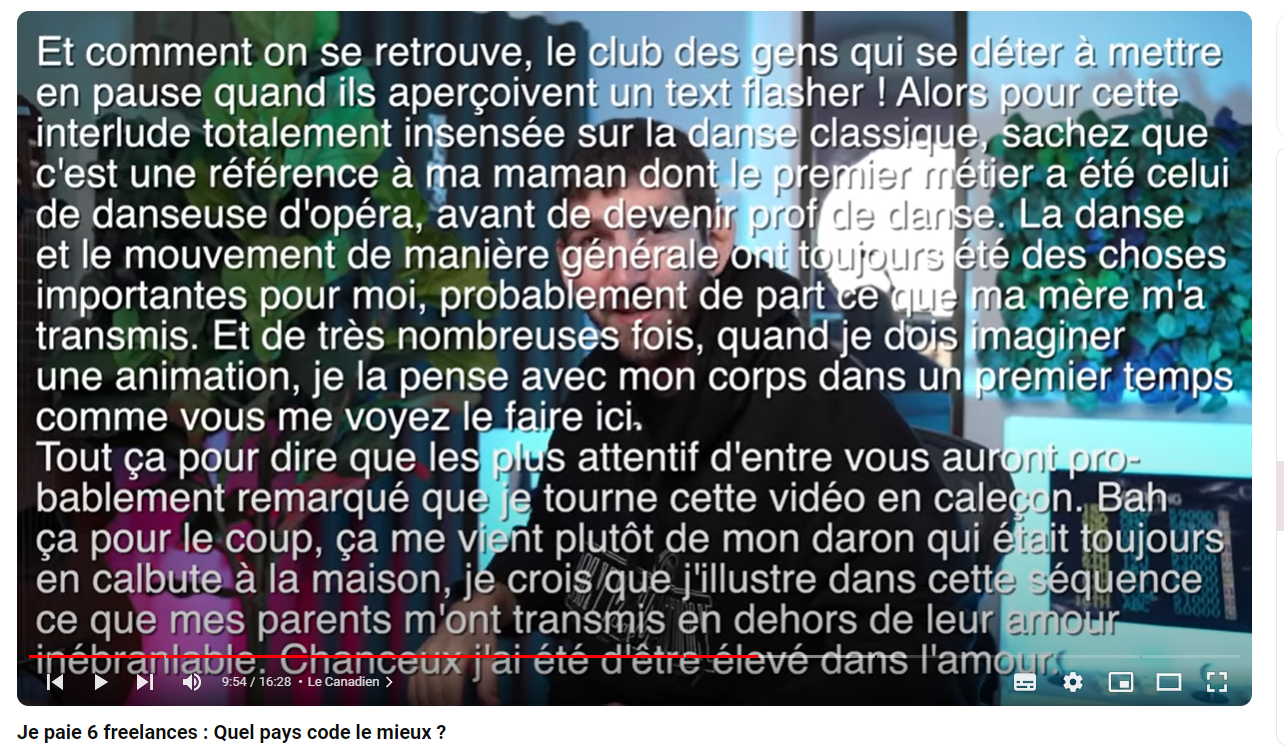 Et comment on se retrouve, le club des gens qui se déter à mettre
en pause quand ils aperçoivent un text flasher ! Alors pour cette
interlude totalement insensée sur la danse classique, sachez que
c'est une référence à ma maman dont le premier métier a été celui
de danseuse d'opéra, avant de devenir prof de danse. La danse
et le mouvement de manière générale ont toujours été des choses
importantes pour moi, probablement de part ce que ma mère m'a
transmis. Et de très nombreuses fois, quand je dois imaginer
une animation, je la pense avec mon corps dans un premier temps
comme vous me voyez le faire ici.
Tout ça pour dire que les plus attentif d'entre vous auront pro-
bablement remarqué que je tourne cette vidéo en caleçon. Bah
ça pour le coup, ça me vient plutôt de mon daron qui était toujours
en calbute à la maison, je crois que j'illustre dans cette séquence
ce que mes parents m'ont transmis en dehors de leur amour
inébranlable. Chanceux j'ai été d'être élevé dans l'amour.
9:54 / 16:28 • Le Canadien >
Je paie 6 freelances : Quel pays code le mieux ?